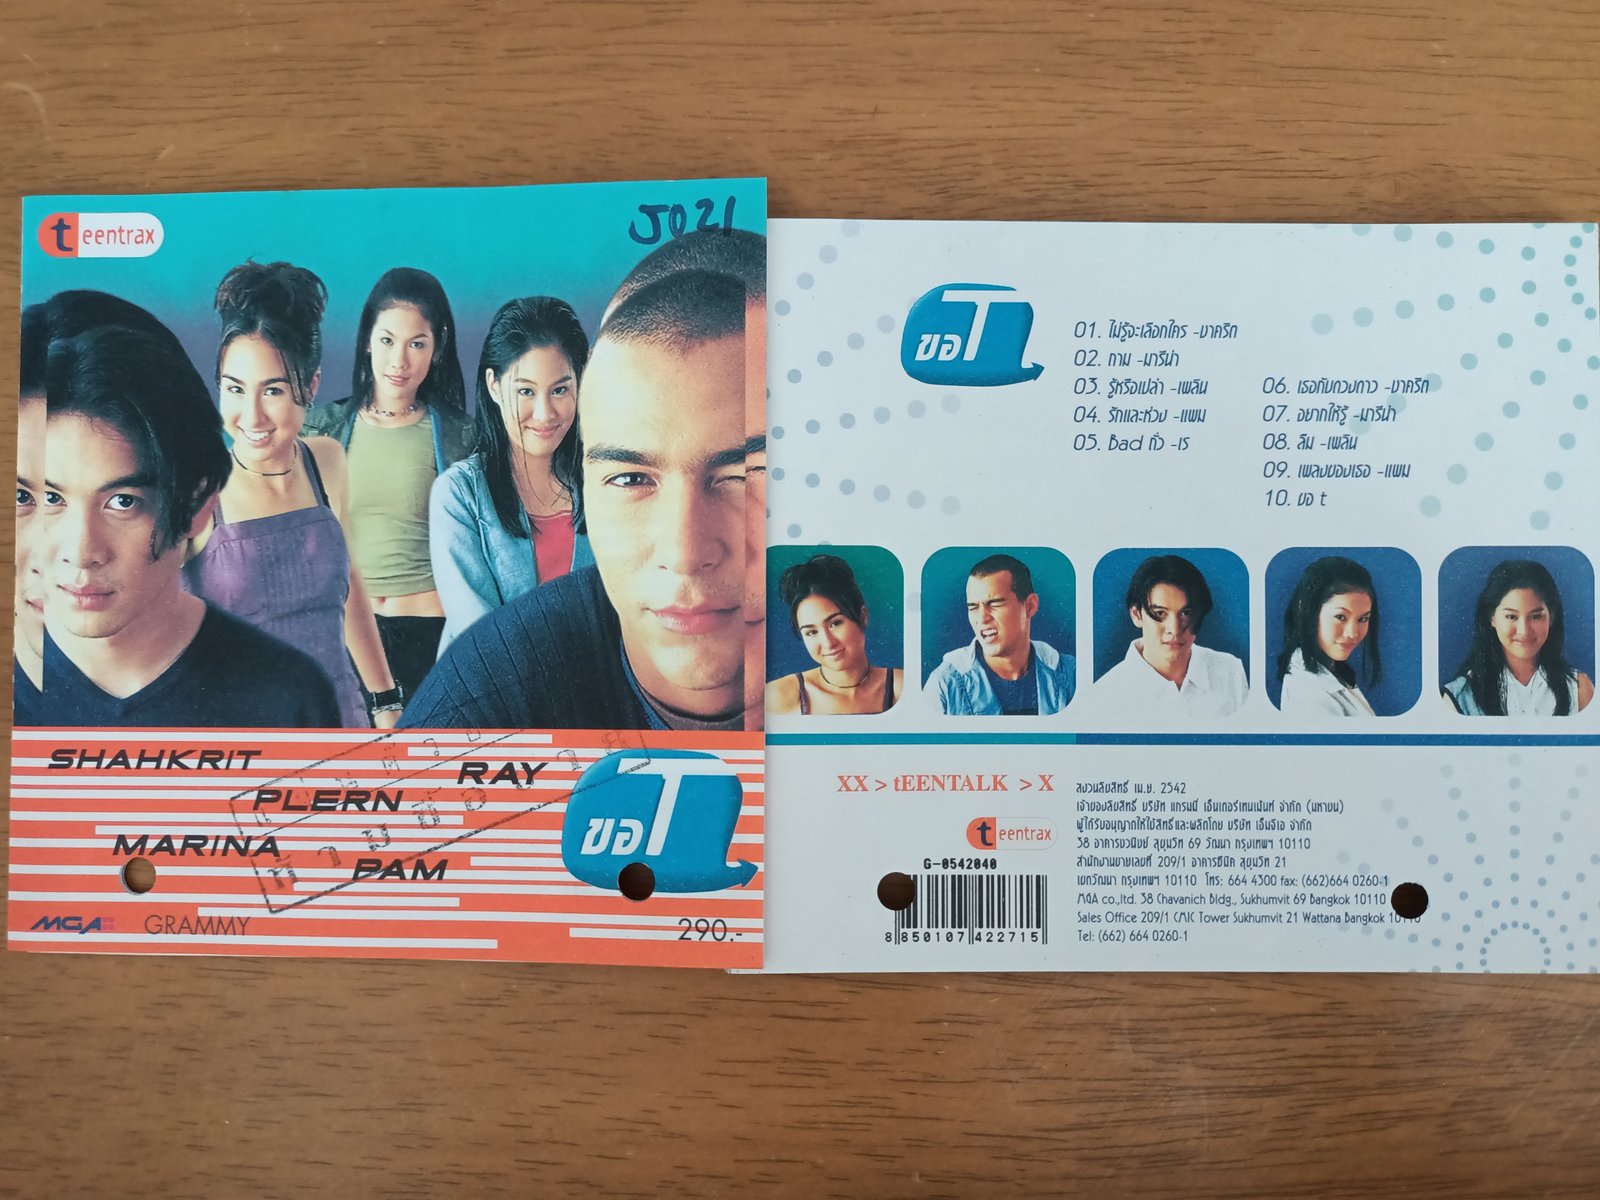 teentrax
J021
SHAHKRIT
RAY
PLERN
MARINA
PAM
ขอT
MGA
GRAMMY
290.-
แผ่นตัวอย่าง
ห้ามซื้อขาย
ขอT
01. ไม่รู้จะเลือกใคร -ชาคริต
02. ถาม -มารีน่า
03. รู้หรือเปล่า -เพลิน
04. รักและห่วง -แพม
05. Bad ทั่ว -เร
06. เธอกับดวงดาว -ชาคริต
07. อยากให้รู้ -มารีน่า
08. ลืม -เพลิน
09. เพลงของเธอ -แพม
10. ขอ t
XX > tEENTALK > X
teentrax
G-0542040
8 850107 422715
สงวนลิขสิทธิ์ เม.ย. 2542
เจ้าของลิขสิทธิ์ บริษัท แกรมมี่ เอ็นเตอร์เทนเม้นท์ จำกัด (มหาชน)
ผู้ได้รับอนุญาตให้ใช้สิทธิ์และผลิตโดย บริษัท เอ็มจีเอ จำกัด
38 อาคารชวนิชย์ สุขุมวิท 69 วัฒนา กรุงเทพฯ 10110
สำนักงานขายเลขที่ 209/1 อาคารซีมิค สุขุมวิท 21
เขตวัฒนา กรุงเทพฯ 10110 โทร: 664 4300 fax: (662)664 0260-1
MGA co.,ltd. 38 Chavanich Bldg., Sukhumvit 69 Bangkok 10110
Sales Office 209/1 CMIC Tower Sukhumvit 21 Wattana Bangkok 10110
Tel: (662) 664 0260-1